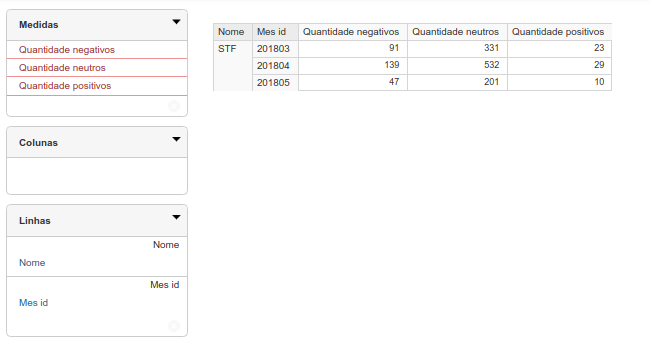 Medidas
Quantidade negativos
Quantidade neutros
Quantidade positivos
Colunas
Linhas
Nome
Nome
Mes id
Mes id
Nome Mes id Quantidade negativos Quantidade neutros Quantidade positivos
STF 201803 91 331 23
201804 139 532 29
201805 47 201 10